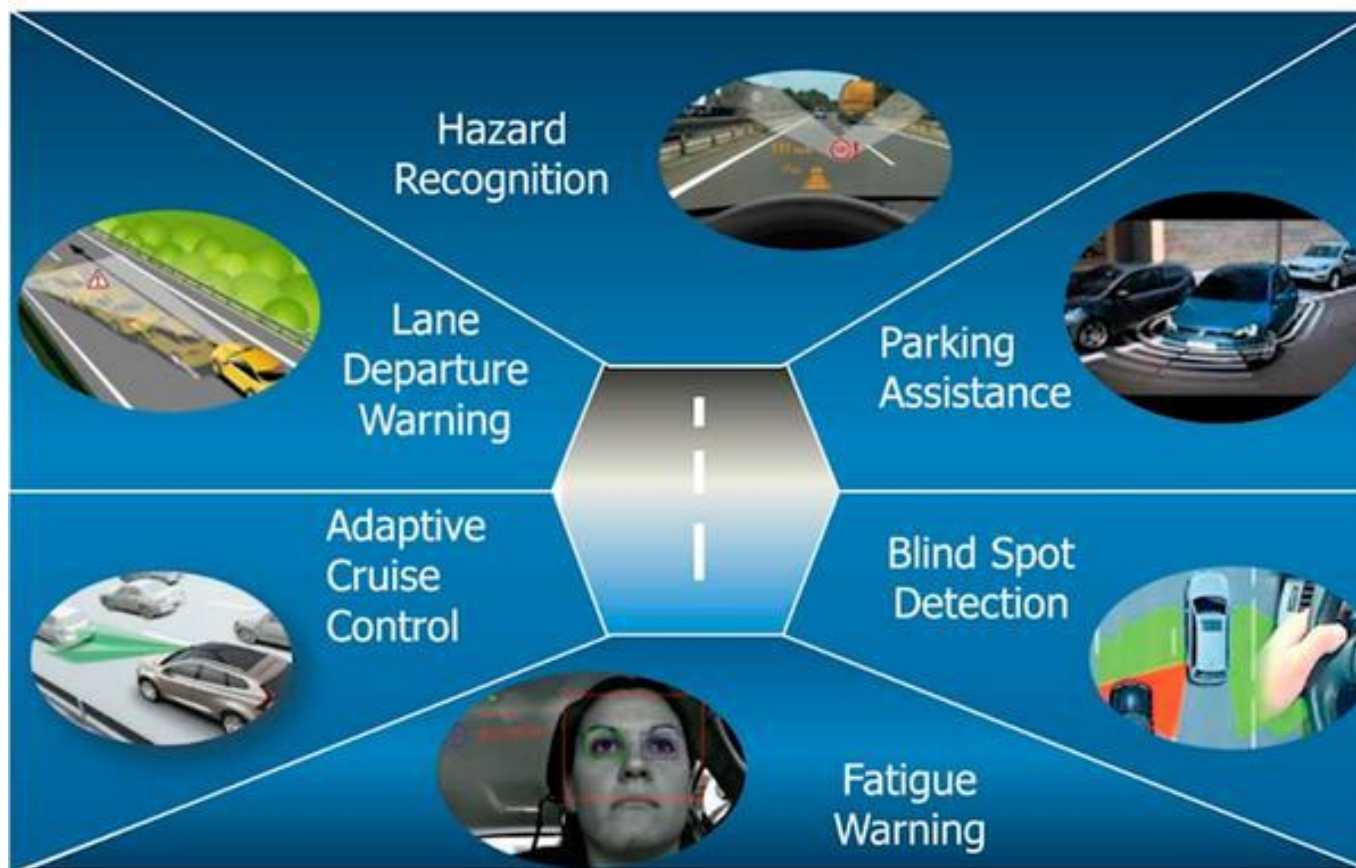 Hazard
Recognition
Lane
Departure
Warning
Parking
Assistance
Adaptive
Cruise
Control
Blind Spot
Detection
Fatigue
Warning